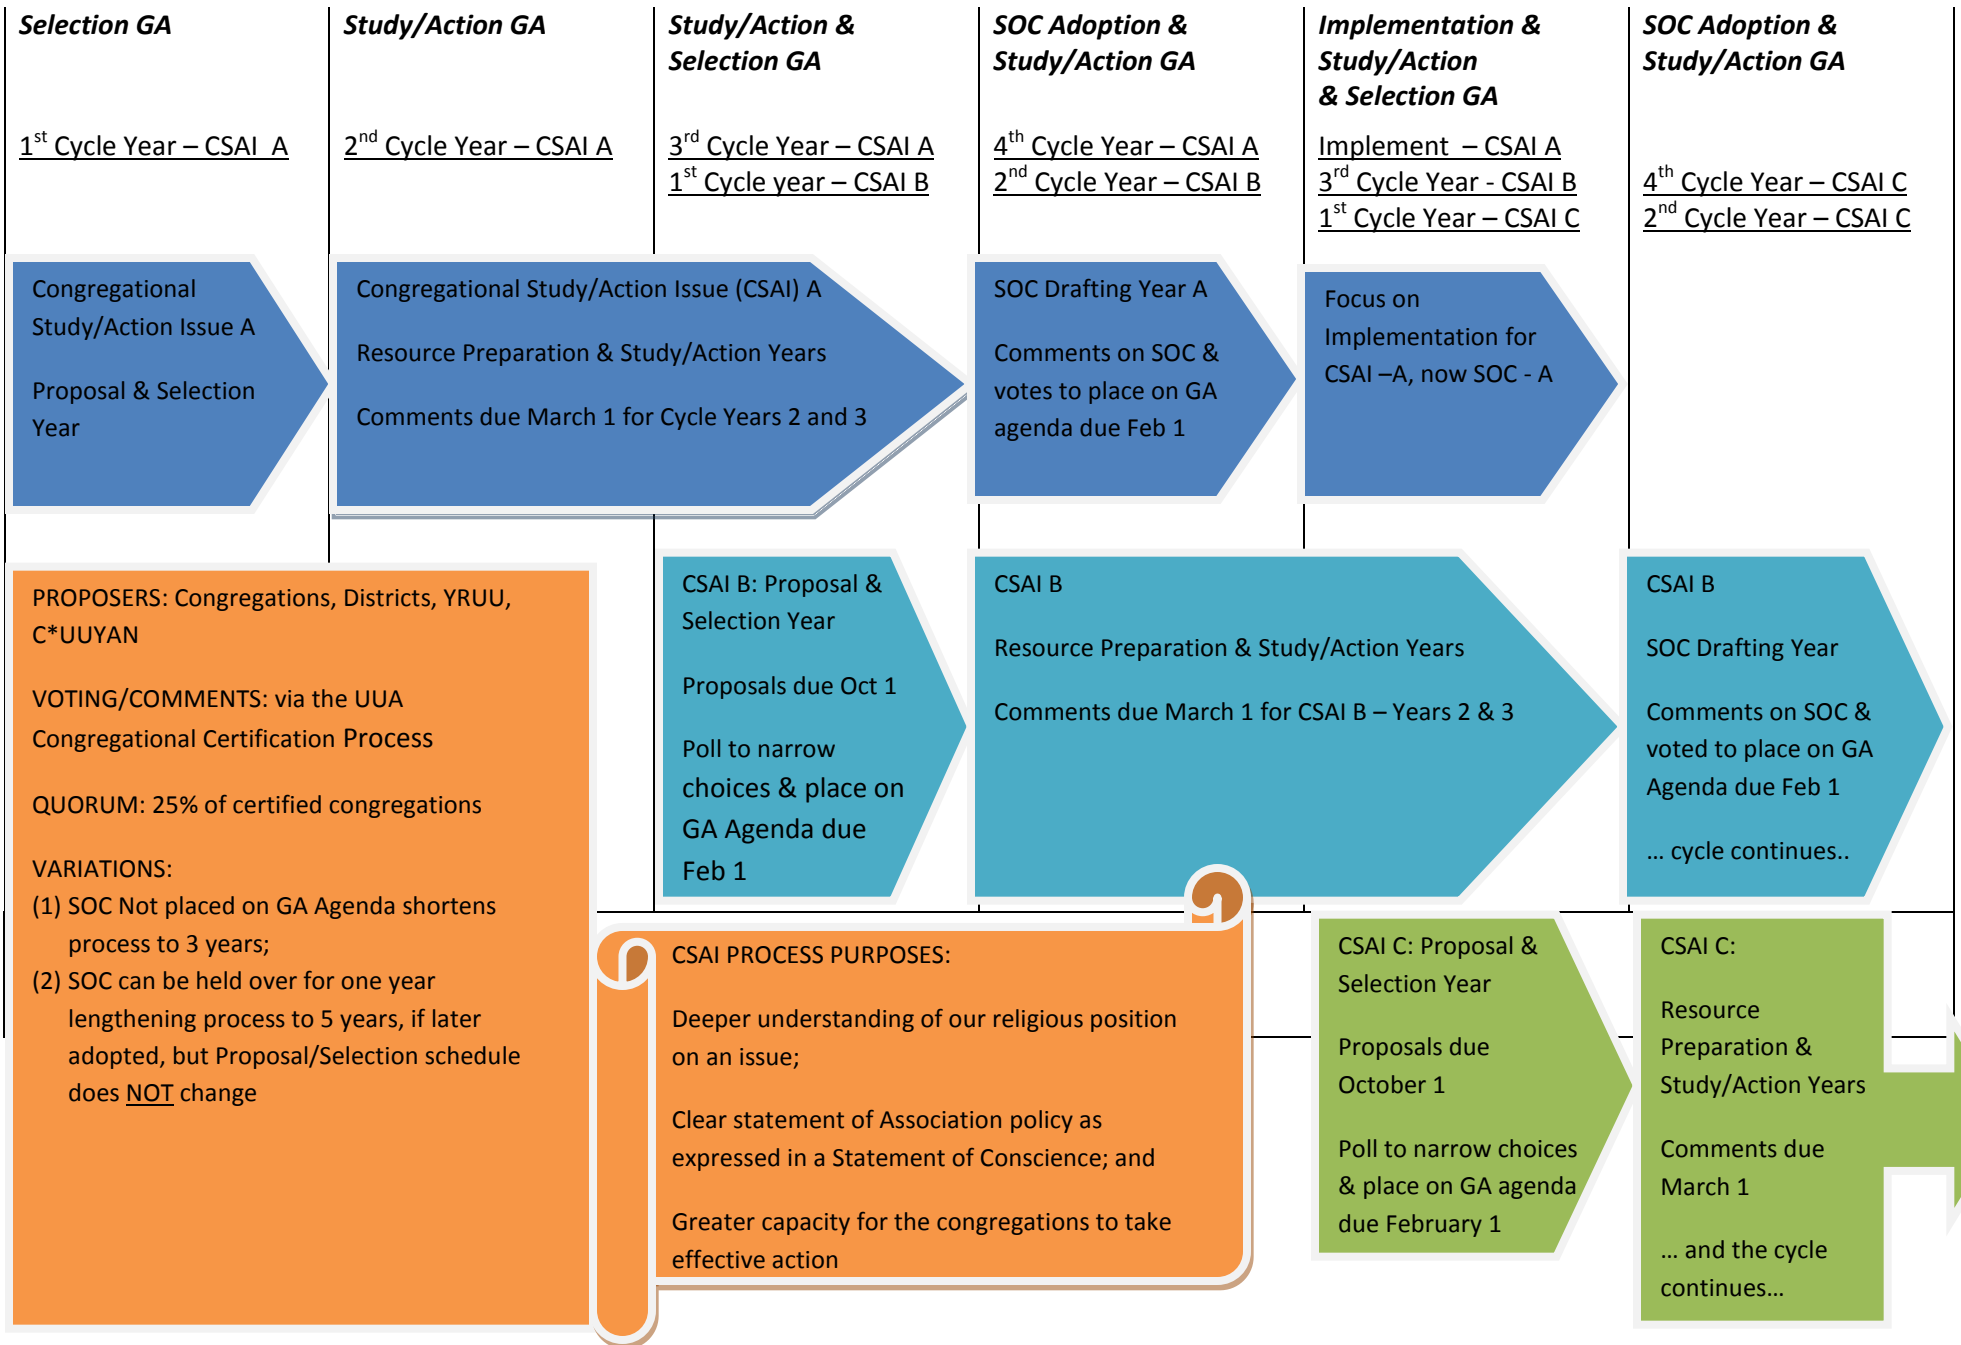 Selection GA
1st Cycle Year – CSAI  A
Study/Action GA
2nd Cycle Year – CSAI A
Study/Action &
Selection GA
3rd Cycle Year – CSAI A
1st Cycle year – CSAI B
SOC Adoption &
Study/Action GA
4th Cycle Year – CSAI A
2nd Cycle Year – CSAI B
Implementation &
Study/Action
& Selection GA
Implement  – CSAI A
3rd Cycle Year - CSAI B
1st Cycle Year – CSAI C
SOC Adoption &
Study/Action GA
4th Cycle Year – CSAI C
2nd Cycle Year – CSAI C
Congregational
Study/Action Issue A
Proposal & Selection
Year
Congregational Study/Action Issue (CSAI) A
Resource Preparation & Study/Action Years
Comments due March 1 for Cycle Years 2 and 3
SOC Drafting Year A
Comments on SOC &
votes to place on GA
agenda due Feb 1
Focus on
Implementation for
CSAI –A, now SOC - A
PROPOSERS: Congregations, Districts, YRUU,
C*UUYAN
VOTING/COMMENTS: via the UUA
Congregational Certification Process
QUORUM: 25% of certified congregations
VARIATIONS:
(1) SOC Not placed on GA Agenda shortens
process to 3 years;
(2) SOC can be held over for one year
lengthening process to 5 years, if later
adopted, but Proposal/Selection schedule
does NOT change
CSAI B: Proposal &
Selection Year
Proposals due Oct 1
Poll to narrow
choices & place on
GA Agenda due
Feb 1
CSAI B
Resource Preparation & Study/Action Years
Comments due March 1 for CSAI B – Years 2 & 3
CSAI B
SOC Drafting Year
Comments on SOC &
voted to place on GA
Agenda due Feb 1
… cycle continues..
CSAI PROCESS PURPOSES:
Deeper understanding of our religious position
on an issue;
Clear statement of Association policy as
expressed in a Statement of Conscience; and
Greater capacity for the congregations to take
effective action
CSAI C: Proposal &
Selection Year
Proposals due
October 1
Poll to narrow choices
& place on GA agenda
due February 1
CSAI C:
Resource
Preparation &
Study/Action Years
Comments due
March 1
… and the cycle
continues…